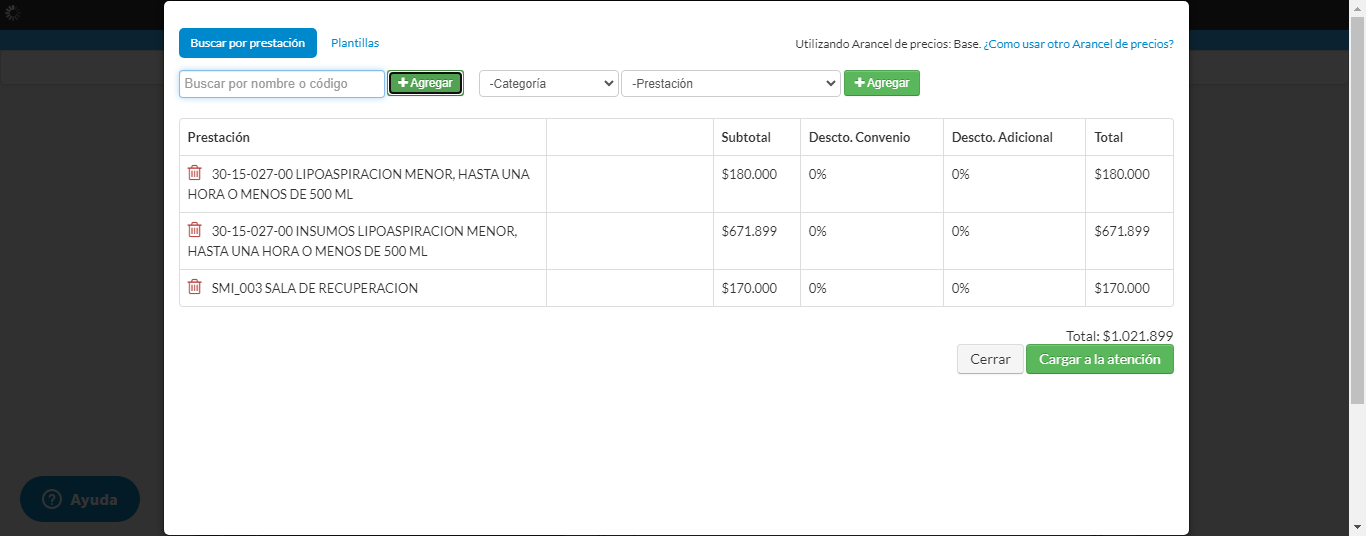 Buscar por prestación
Plantillas
Utilizando Arancel de precios: Base. ¿Como usar otro Arancel de precios?
Buscar por nombre o código
Agregar
-Categoría
-Prestación
Agregar
Prestación Subtotal Descto. Convenio Descto. Adicional Total
30-15-027-00 LIPOASPIRACION MENOR, HASTA UNA
HORA O MENOS DE 500 ML
$180.000 0% 0% $180.000
30-15-027-00 INSUMOS LIPOASPIRACION MENOR,
HASTA UNA HORA O MENOS DE 500 ML
$671.899 0% 0% $671.899
SMI_003 SALA DE RECUPERACION $170.000 0% 0% $170.000
Total: $1.021.899
Cerrar
Cargar a la atención
Ayuda